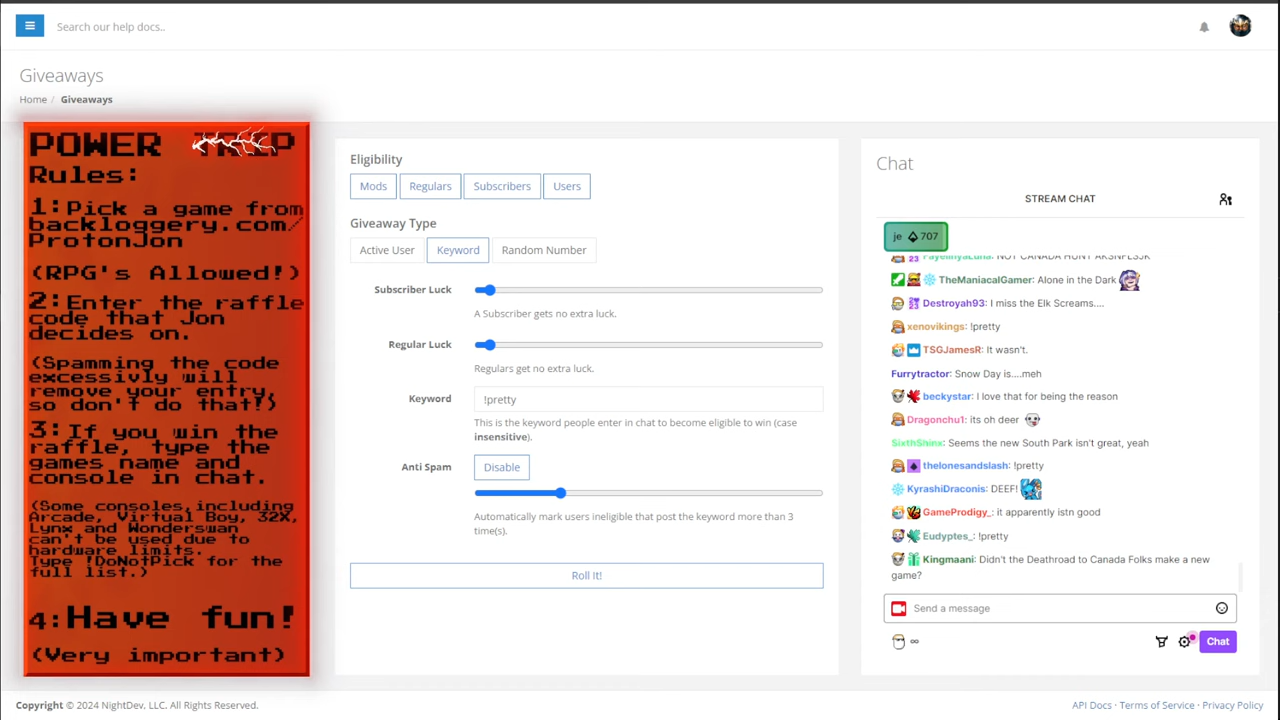 Search our help docs..
Giveaways
Home / Giveaways
POWER TRIP
Rules:
1:Pick a game from
backloggery.com/
ProtonJon
(RPG's Allowed!)
2:Enter the raffle
code that Jon
decides on.
(Spamming the code
excessivly will
remove your entry,
so don't do that!)
3:If you win the
raffle, type the
games name and
console in chat.
(Some consoles,including
Arcade, Virtual Boy, 32X,
Lynx and Wonderswan
can't be used due to
hardware limits.
Type !DoNotPick for the
full list.)
4:Have fun!
(Very important)
Eligibility
Mods
Regulars
Subscribers
Users
Giveaway Type
Active User
Keyword
Random Number
Subscriber Luck
A Subscriber gets no extra luck.
Regular Luck
Regulars get no extra luck.
Keyword
!pretty
This is the keyword people enter in chat to become eligible to win (case
insensitive).
Anti Spam
Disable
Automatically mark users ineligible that post the keyword more than 3
time(s).
Roll It!
Chat
STREAM CHAT
je 707
23 FayelinyaLuna: NOT CANADA HUNT AKSNFLSJK
TheManiacalGamer: Alone in the Dark
Destroyah93: I miss the Elk Screams....
xenovikings: !pretty
TSGJamesR: It wasn't.
Furrytractor: Snow Day is....meh
beckystar: I love that for being the reason
Dragonchu1: its oh deer
SixthShinx: Seems the new South Park isn't great, yeah
thelonesandslash: !pretty
KyrashiDraconis: DEEF!
GameProdigy_: it apparently istn good
Eudyptes_: !pretty
Kingmaani: Didn't the Deathroad to Canada Folks make a new
game?
Send a message
∞
Chat
Copyright © 2024 NightDev, LLC. All Rights Reserved.
API Docs - Terms of Service - Privacy Policy